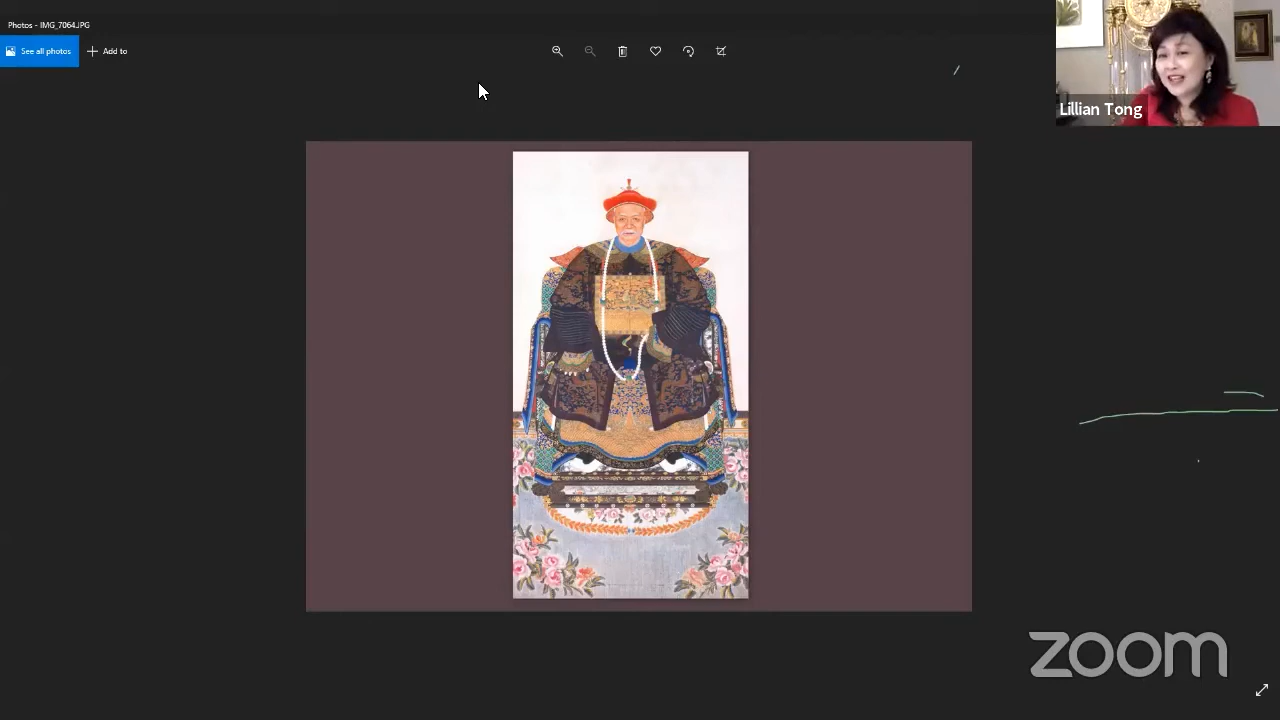 Photos - IMG_7064.JPG
See all photos
Add to
Lillian Tong
zoom